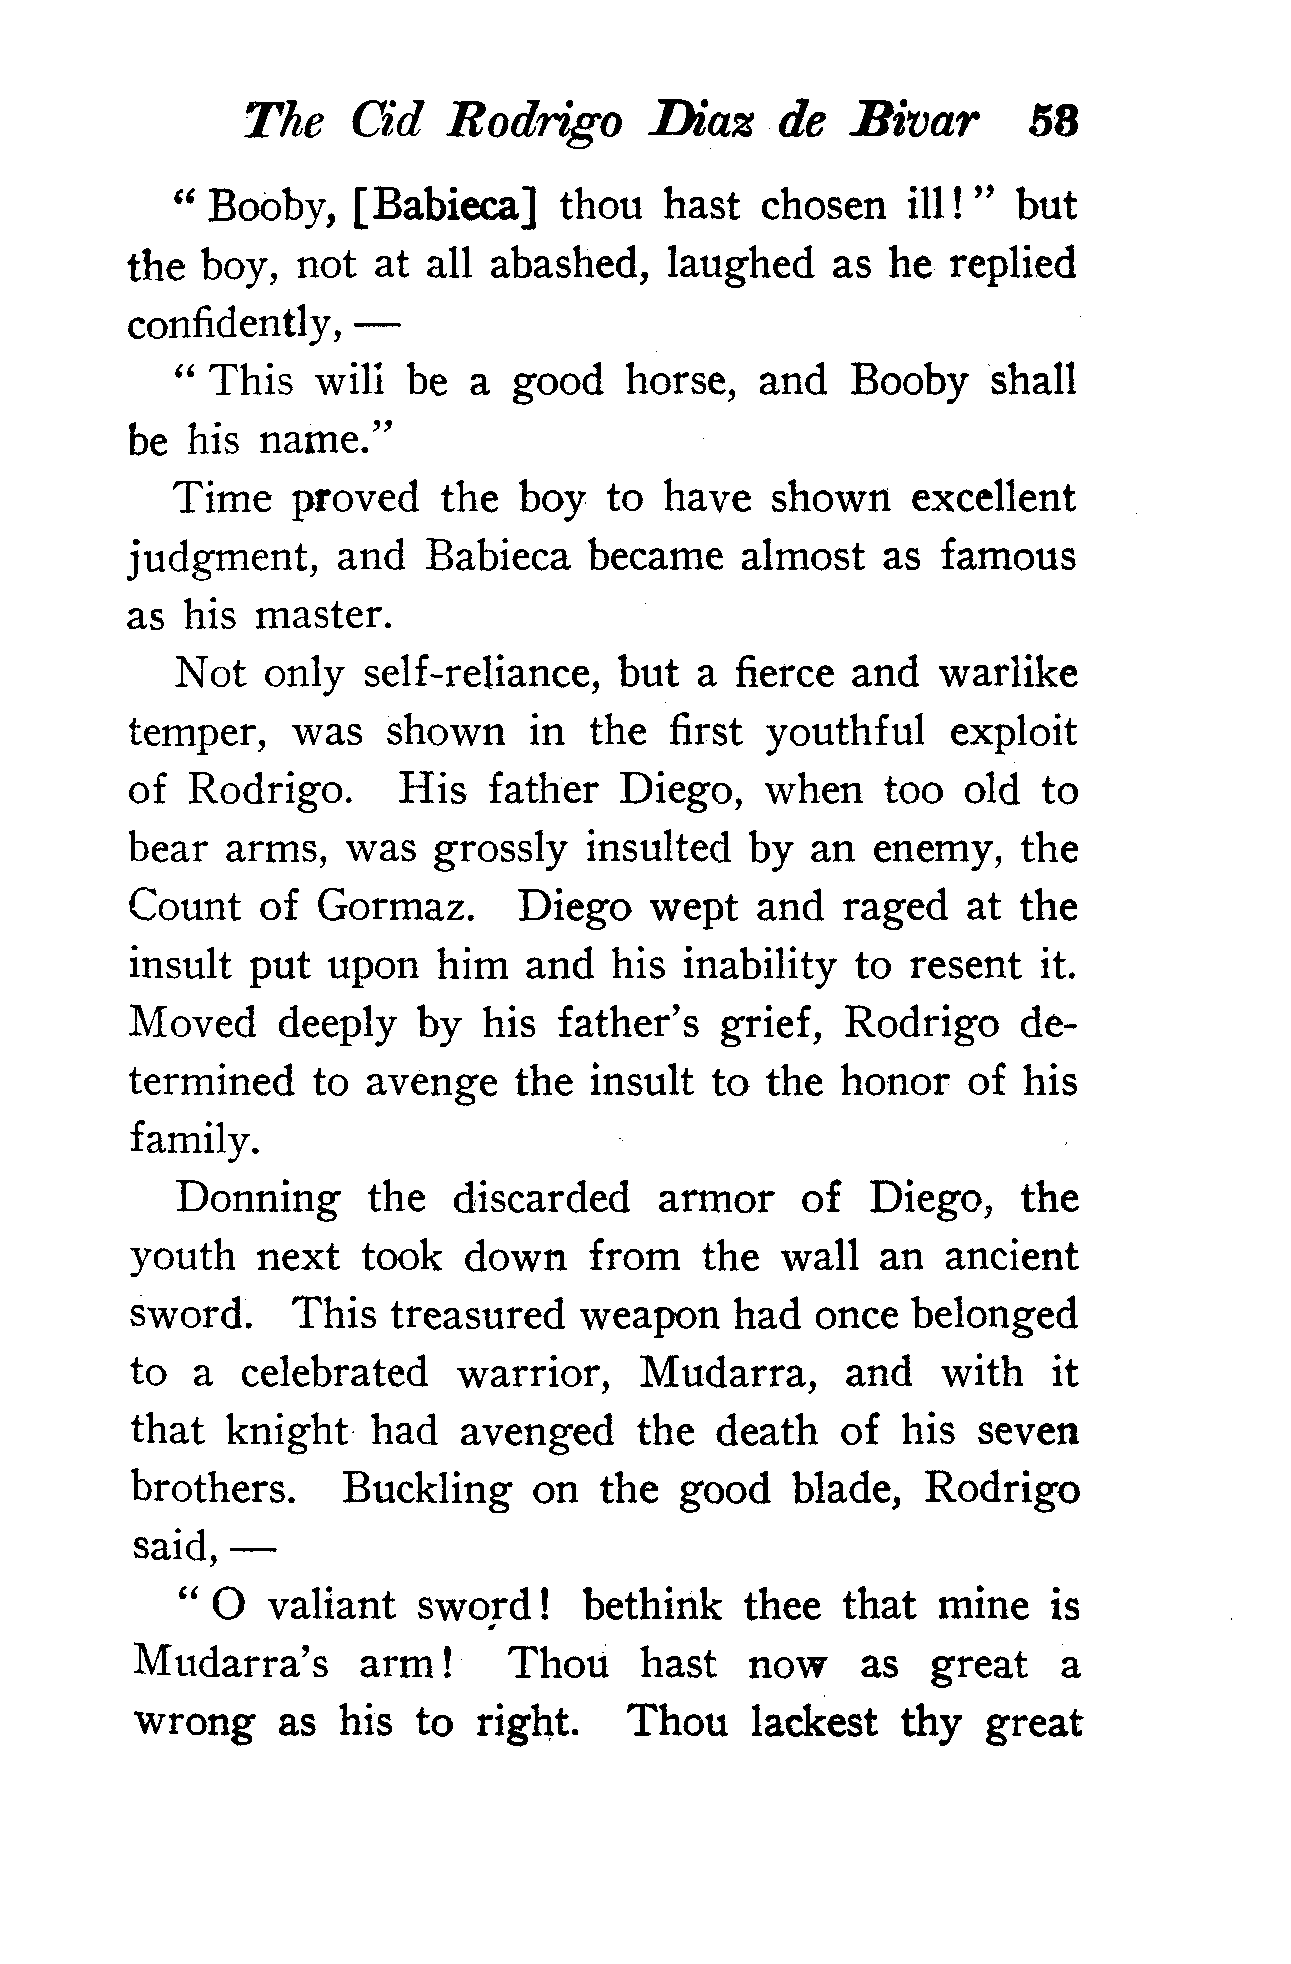 The Cid Rodrigo Diaz de Bivar 53
“ Booby, [Babieca] thou hast chosen ill! ” but
the boy, not at all abashed, laughed as he replied
confidently, —
“ This will be a good horse, and Booby shall
be his name.”
Time proved the boy to have shown excellent
judgment, and Babieca became almost as famous
as his master.
Not only self-reliance, but a fierce and warlike
temper, was shown in the first youthful exploit
of Rodrigo. His father Diego, when too old to
bear arms, was grossly insulted by an enemy, the
Count of Gormaz. Diego wept and raged at the
insult put upon him and his inability to resent it.
Moved deeply by his father’s grief, Rodrigo de-
termined to avenge the insult to the honor of his
family.
Donning the discarded armor of Diego, the
youth next took down from the wall an ancient
sword. This treasured weapon had once belonged
to a celebrated warrior, Mudarra, and with it
that knight had avenged the death of his seven
brothers. Buckling on the good blade, Rodrigo
said, —
“ O valiant sword! bethink thee that mine is
Mudarra’s arm! Thou hast now as great a
wrong as his to right. Thou lackest thy great